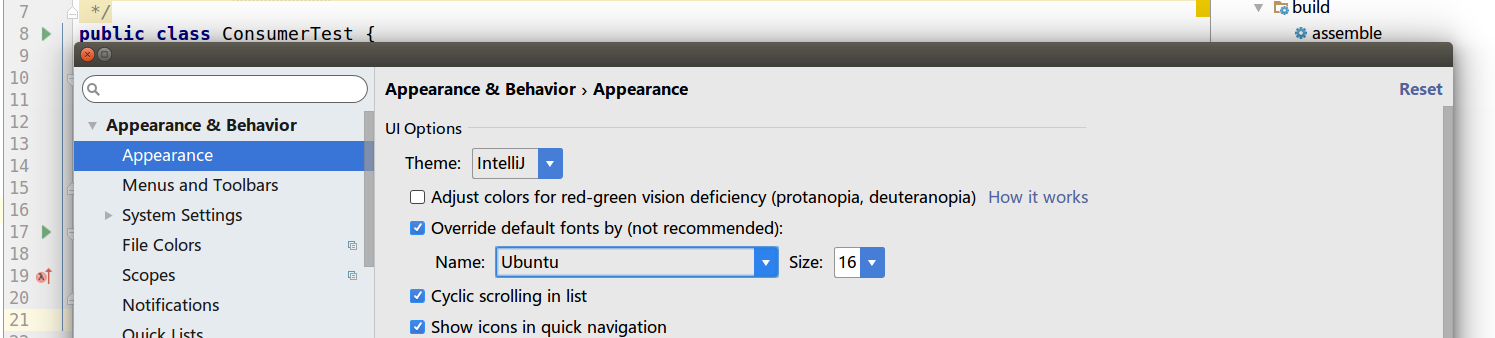 7
*/
build
8
public class ConsumerTest {
assemble
9
10
11
12
13
14
15
16
17
18
19
20
21
Appearance & Behavior
Appearance
Menus and Toolbars
System Settings
File Colors
Scopes
Notifications
Quick Lists
Appearance & Behavior › Appearance
Reset
UI Options
Theme: IntelliJ
Adjust colors for red-green vision deficiency (protanopia, deuteranopia) How it works
Override default fonts by (not recommended):
Name: Ubuntu Size: 16
Cyclic scrolling in list
Show icons in quick navigation